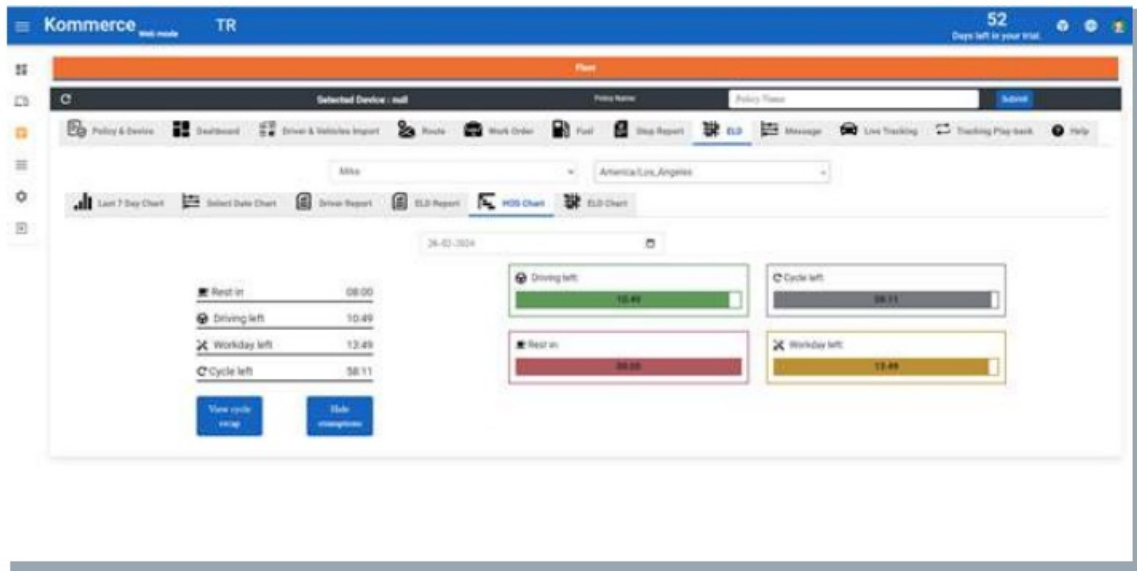 Kommerce Web mode TR 52
Days left in your trial.
Fleet
Selected Device : null Policy Name: Policy Name Submit
Policy & Device Dashboard Driver & Vehicles Import Route Work Order Fuel Stop Report ELD Message Live Tracking Tracking Play-back Help
Mike America/Los_Angeles
Last 7 Day Chart Select Date Chart Driver Report ELD Report HOS Chart ELD Chart
26-02-2024
Driving left: Cycle left:
10:49 58:11
Rest in 08:00
Driving left 10:49
Workday left 13:49
Cycle left 58:11
Rest in: Workday left:
08:00 13:49
View cycle recap
Hide exemptions